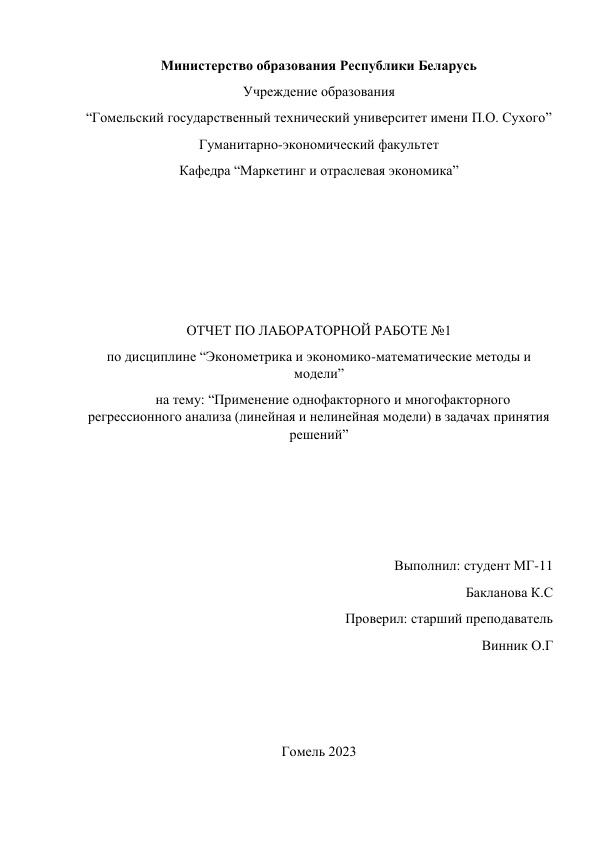 Министерство образования Республики Беларусь
Учреждение образования
“Гомельский государственный технический университет имени П.О. Сухого”
Гуманитарно-экономический факультет
Кафедра “Маркетинг и отраслевая экономика”
ОТЧЕТ ПО ЛАБОРАТОРНОЙ РАБОТЕ №1
по дисциплине “Эконометрика и экономико-математические методы и
модели”
на тему: “Применение однофакторного и многофакторного
регрессионного анализа (линейная и нелинейная модели) в задачах принятия
решений”
Выполнил: студент МГ-11
Бакланова К.С
Проверил: старший преподаватель
Винник О.Г
Гомель 2023